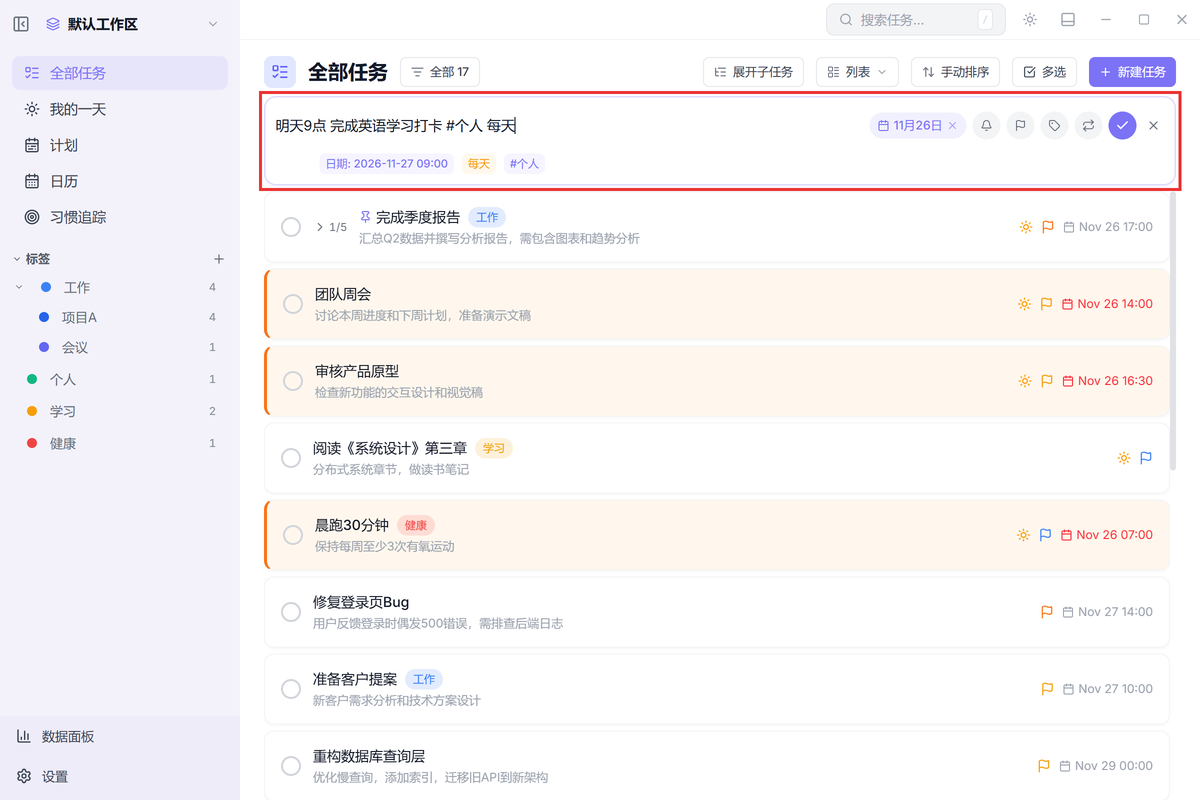 默认工作区
搜索任务... /
全部任务
我的一天
计划
日历
习惯追踪
标签
工作 4
项目A 4
会议 1
个人 1
学习 2
健康 1
数据面板
设置
全部任务 全部 17 展开子任务 列表 手动排序 多选 新建任务
明天9点 完成英语学习打卡 #个人 每天 11月26日
日期: 2026-11-27 09:00 每天 #个人
1/5 完成季度报告 工作 Nov 26 17:00
汇总Q2数据并撰写分析报告，需包含图表和趋势分析
团队周会 Nov 26 14:00
讨论本周进度和下周计划，准备演示文稿
审核产品原型 Nov 26 16:30
检查新功能的交互设计和视觉稿
阅读《系统设计》第三章 学习
分布式系统章节，做读书笔记
晨跑30分钟 健康 Nov 26 07:00
保持每周至少3次有氧运动
修复登录页Bug Nov 27 14:00
用户反馈登录时偶发500错误，需排查后端日志
准备客户提案 工作 Nov 27 10:00
新客户需求分析和技术方案设计
重构数据库查询层 Nov 29 00:00
优化慢查询，添加索引，迁移旧API到新架构